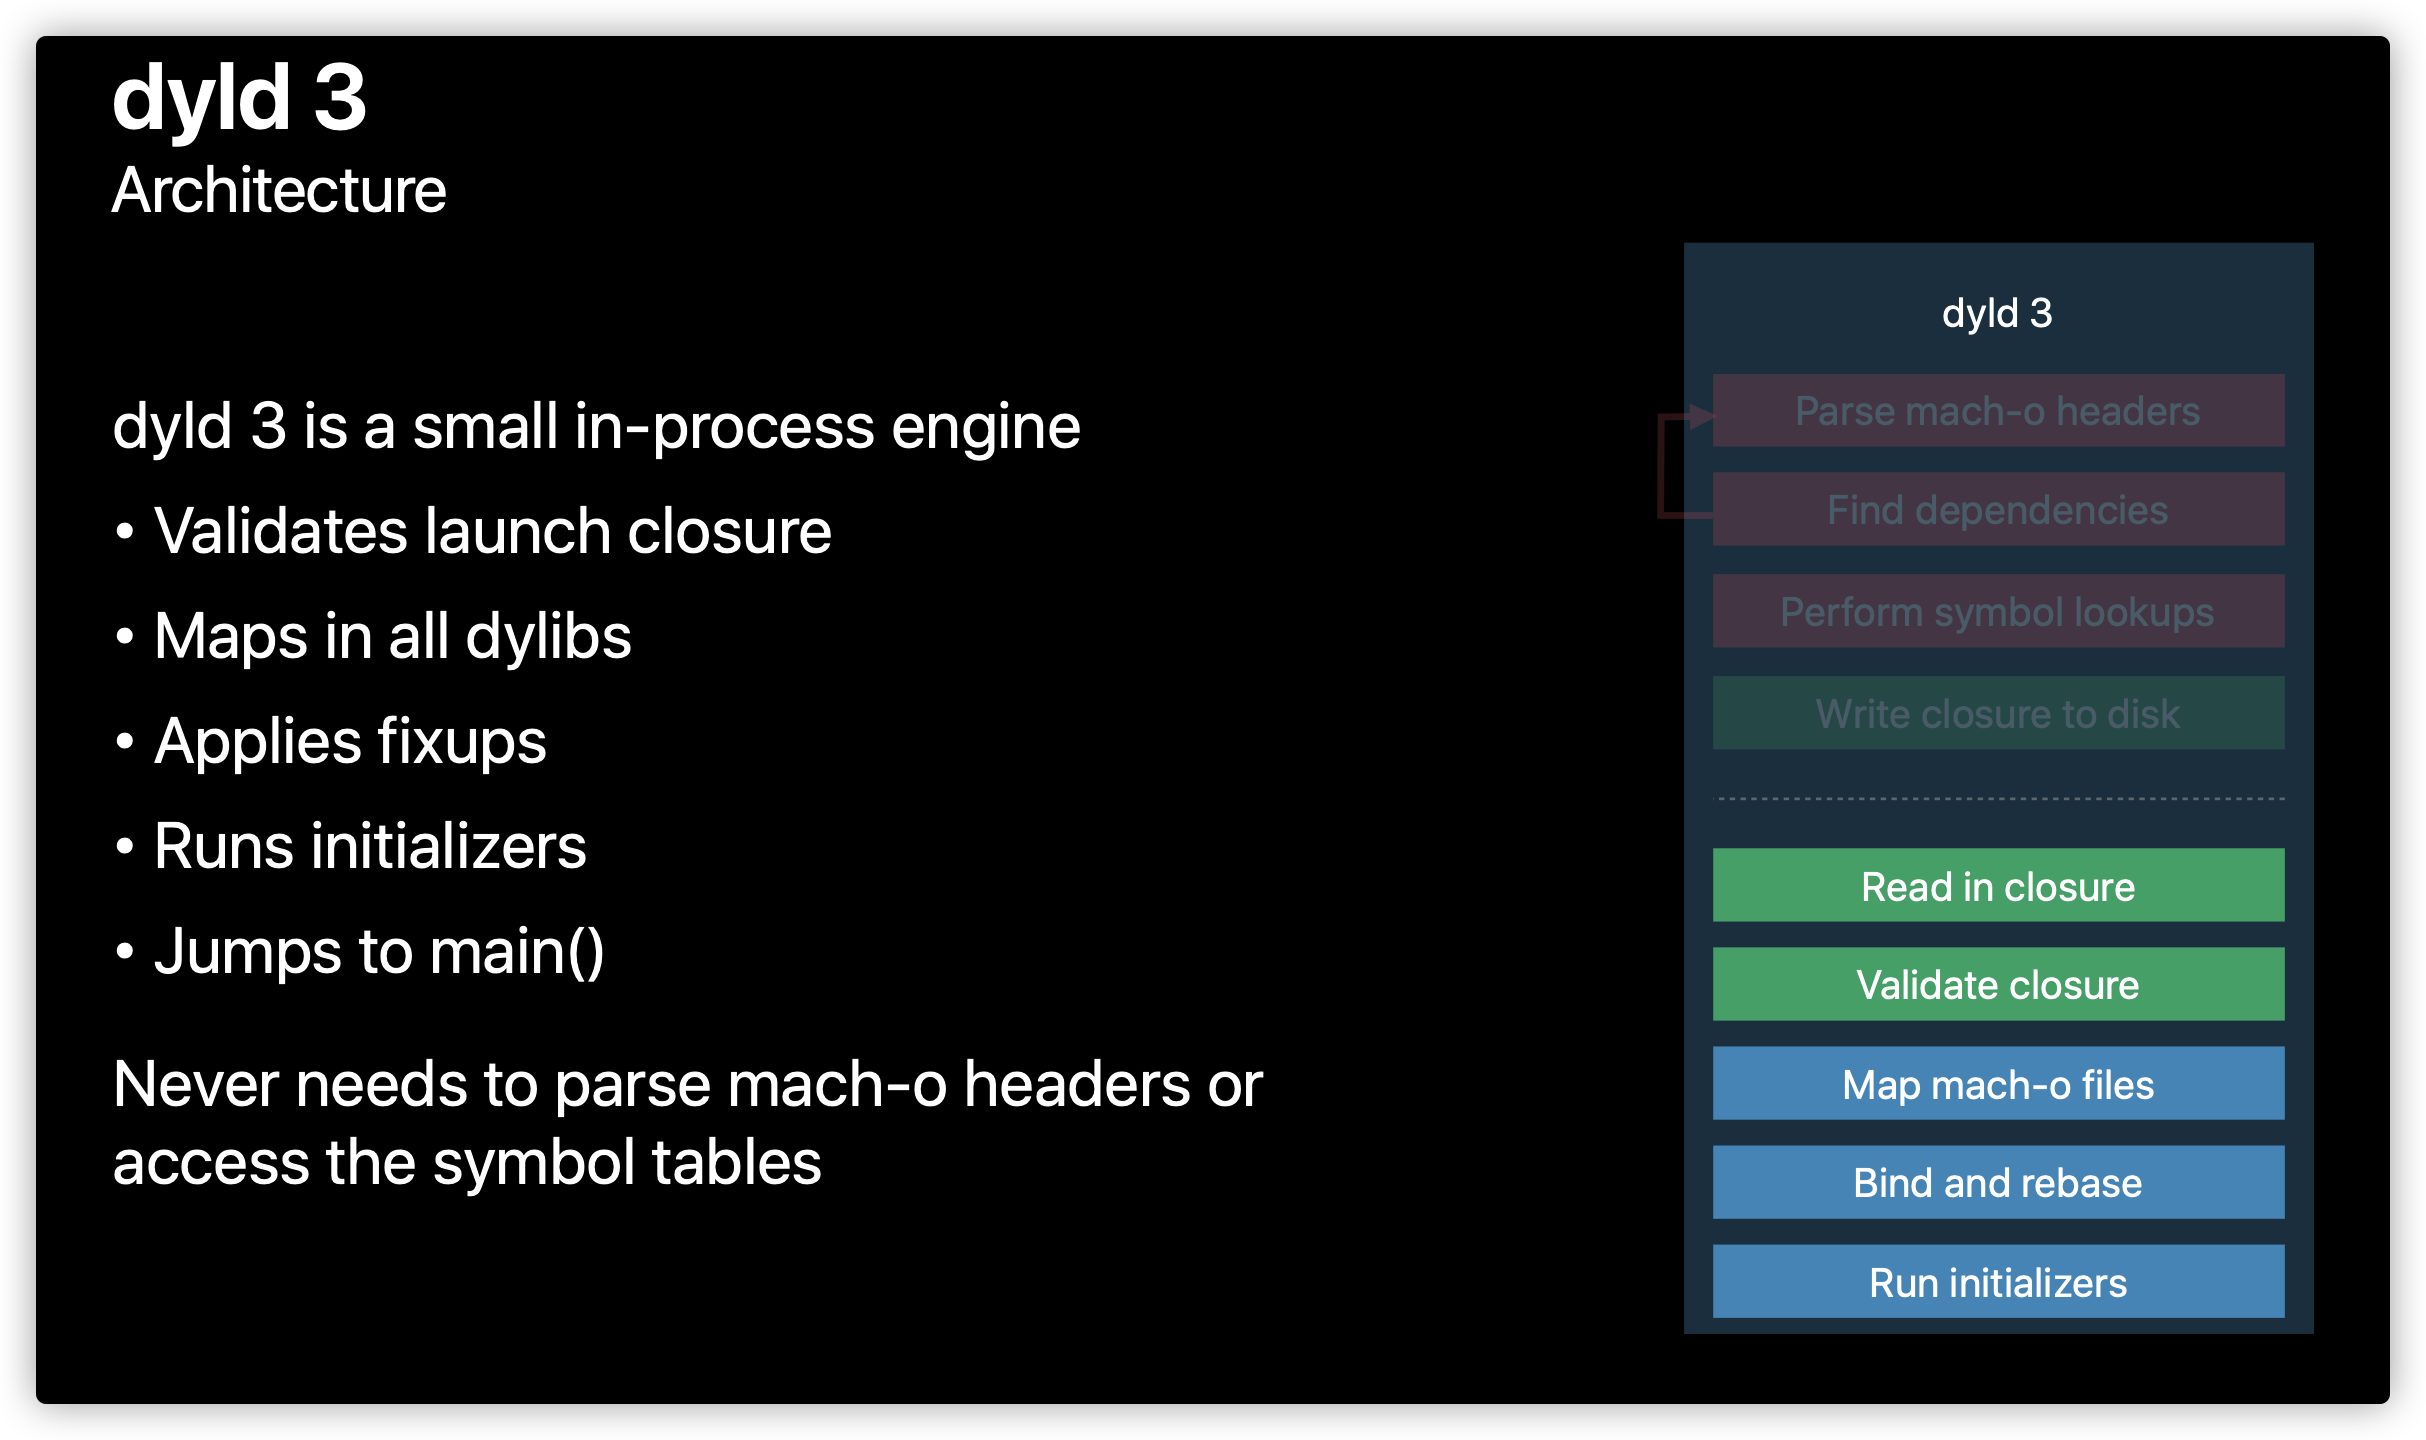 dyld 3
Architecture
dyld 3 is a small in-process engine
• Validates launch closure
• Maps in all dylibs
• Applies fixups
• Runs initializers
• Jumps to main()
Never needs to parse mach-o headers or
access the symbol tables
dyld 3
Parse mach-o headers
Find dependencies
Perform symbol lookups
Write closure to disk
Read in closure
Validate closure
Map mach-o files
Bind and rebase
Run initializers